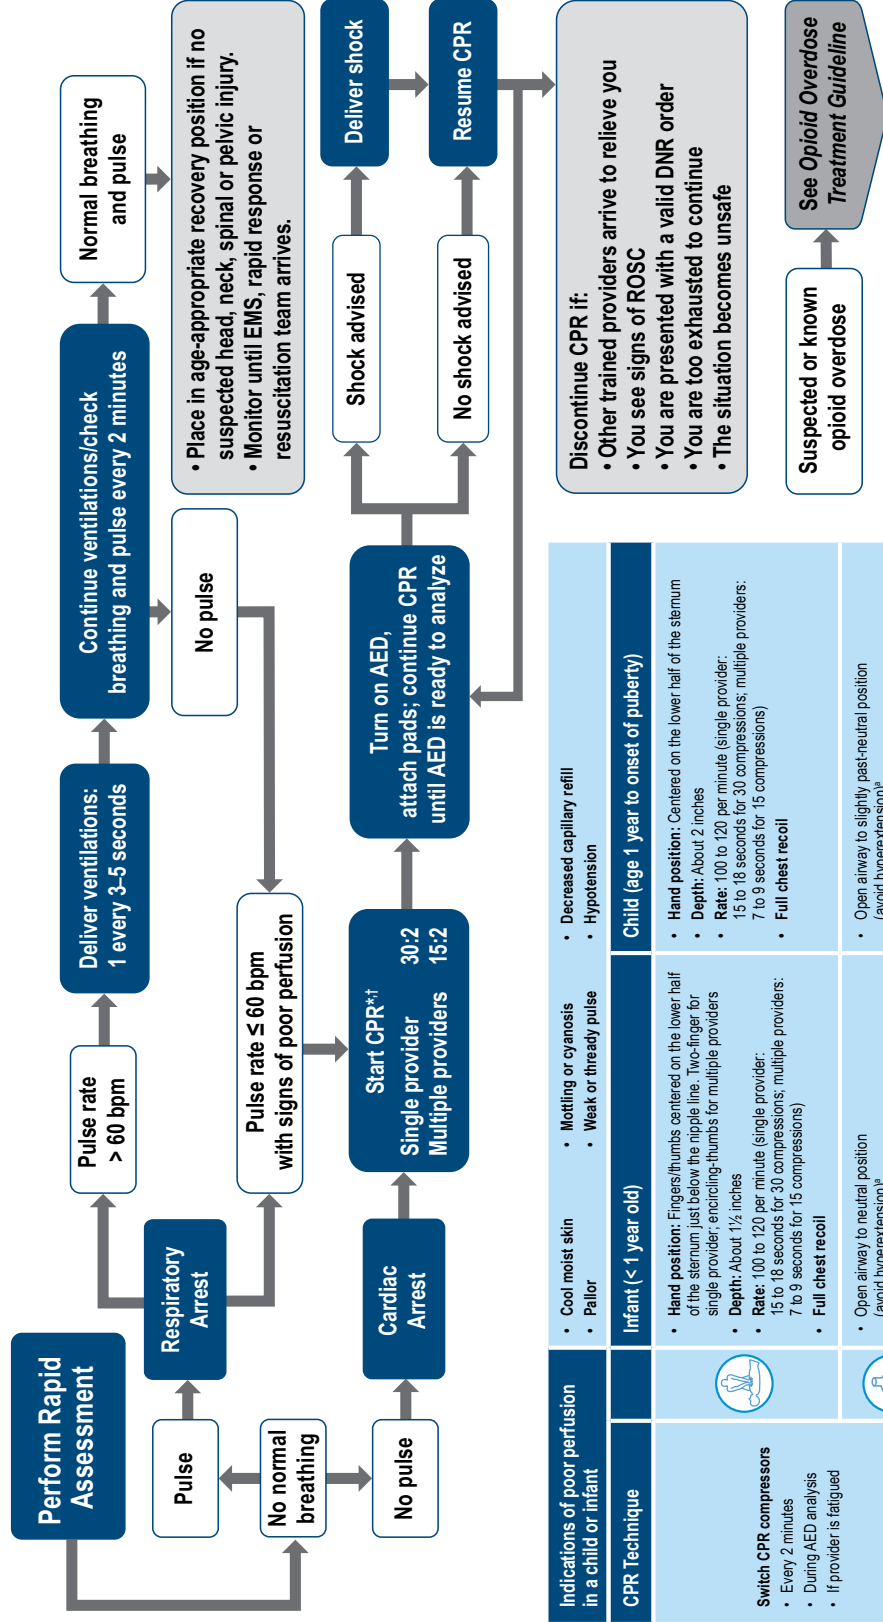 Perform Rapid
Assessment
No normal
breathing
Pulse
No pulse
Respiratory
Arrest
Cardiac
Arrest
Pulse rate
> 60 bpm
Deliver ventilations:
1 every 3–5 seconds
Continue ventilations/check
breathing and pulse every 2 minutes
Normal breathing
and pulse
• Place in age-appropriate recovery position if no
suspected head, neck, spinal or pelvic injury.
• Monitor until EMS, rapid response or
resuscitation team arrives.
No pulse
Pulse rate ≤ 60 bpm
with signs of poor perfusion
Start CPR*,†
Single provider 30:2
Multiple providers 15:2
Turn on AED,
attach pads; continue CPR
until AED is ready to analyze
Shock advised
No shock advised
Deliver shock
Resume CPR
Discontinue CPR if:
• Other trained providers arrive to relieve you
• You see signs of ROSC
• You are presented with a valid DNR order
• You are too exhausted to continue
• The situation becomes unsafe
Suspected or known
opioid overdose
See Opioid Overdose
Treatment Guideline
Indications of poor perfusion
in a child or infant
• Cool moist skin
• Pallor
• Mottling or cyanosis
• Weak or thready pulse
• Decreased capillary refill
• Hypotension
CPR Technique
Infant (< 1 year old)
Child (age 1 year to onset of puberty)
Switch CPR compressors
• Every 2 minutes
• During AED analysis
• If provider is fatigued
• Hand position: Fingers/thumbs centered on the lower half
of the sternum just below the nipple line. Two-finger for
single provider; encircling-thumbs for multiple providers
• Depth: About 1½ inches
• Rate: 100 to 120 per minute (single provider:
15 to 18 seconds for 30 compressions; multiple providers:
7 to 9 seconds for 15 compressions)
• Full chest recoil
• Hand position: Centered on the lower half of the sternum
• Depth: About 2 inches
• Rate: 100 to 120 per minute (single provider:
15 to 18 seconds for 30 compressions; multiple providers:
7 to 9 seconds for 15 compressions)
• Full chest recoil
• Open airway to neutral position
(avoid hyperextension)ª
• Open airway to slightly past-neutral position
(avoid hyperextension)ª